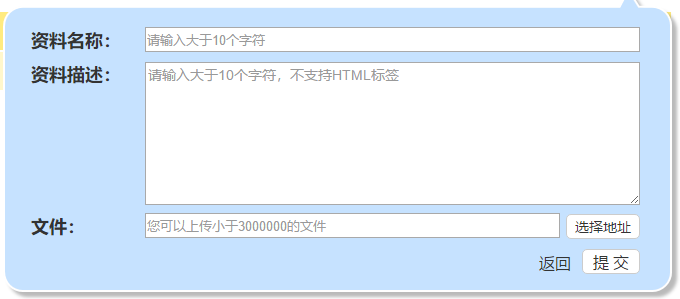 资料名称： 请输入大于10个字符
资料描述： 请输入大于10个字符，不支持HTML标签
文件： 您可以上传小于3000000的文件 选择地址
返回 提 交